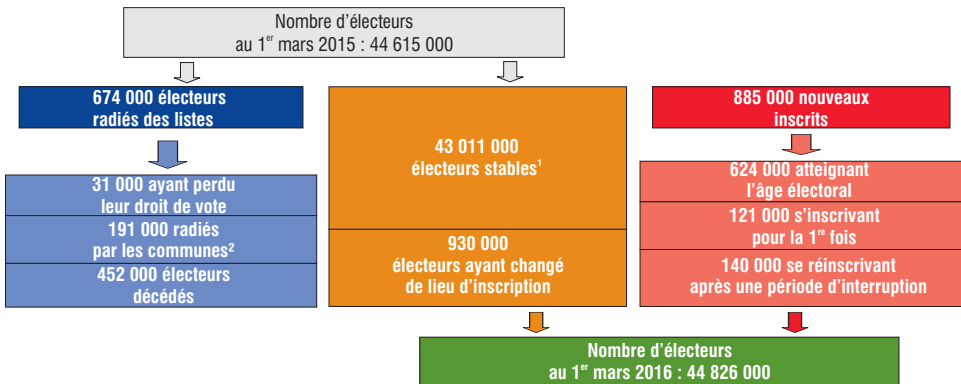 Nombre d'électeurs
au 1er mars 2015 : 44 615 000
674 000 électeurs
radiés des listes
31 000 ayant perdu
leur droit de vote
191 000 radiés
par les communes²
452 000 électeurs
décédés
43 011 000
électeurs stables¹
930 000
électeurs ayant changé
de lieu d'inscription
885 000 nouveaux
inscrits
624 000 atteignant
l'âge électoral
121 000 s'inscrivant
pour la 1re fois
140 000 se réinscrivant
après une période d'interruption
Nombre d'électeurs
au 1er mars 2016 : 44 826 000